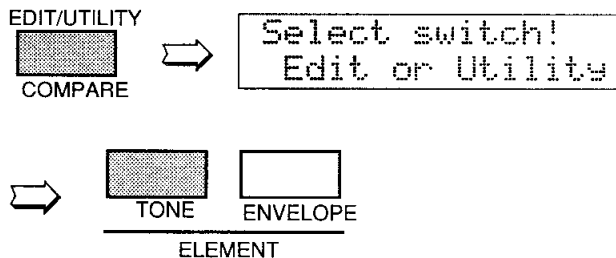 EDIT/UTILITY
COMPARE
Select switch!
Edit or Utility
TONE ENVELOPE
ELEMENT